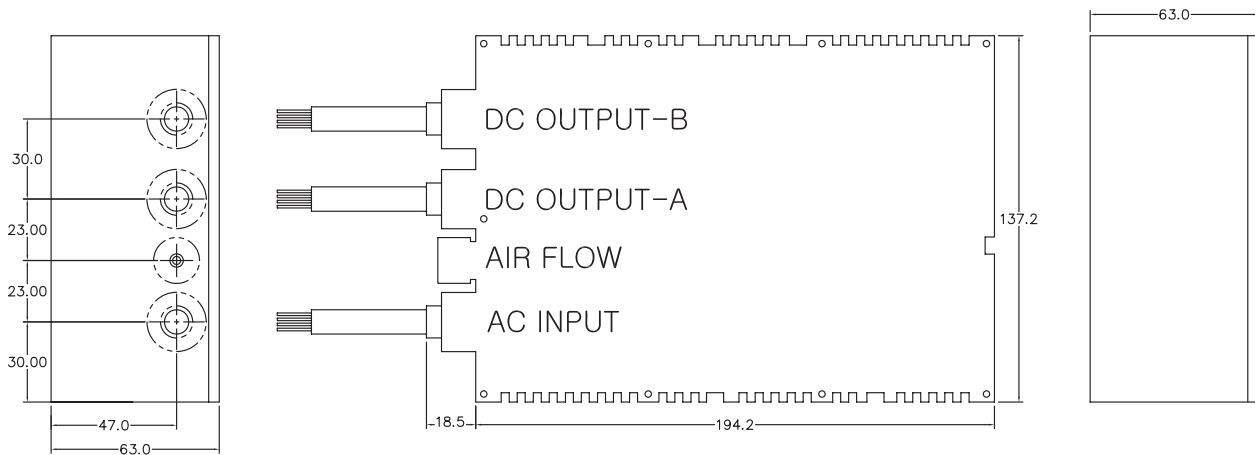 63.0
30.0
23.00
23.00
30.00
47.0
63.0
DC OUTPUT-B
DC OUTPUT-A
AIR FLOW
AC INPUT
137.2
18.5
194.2